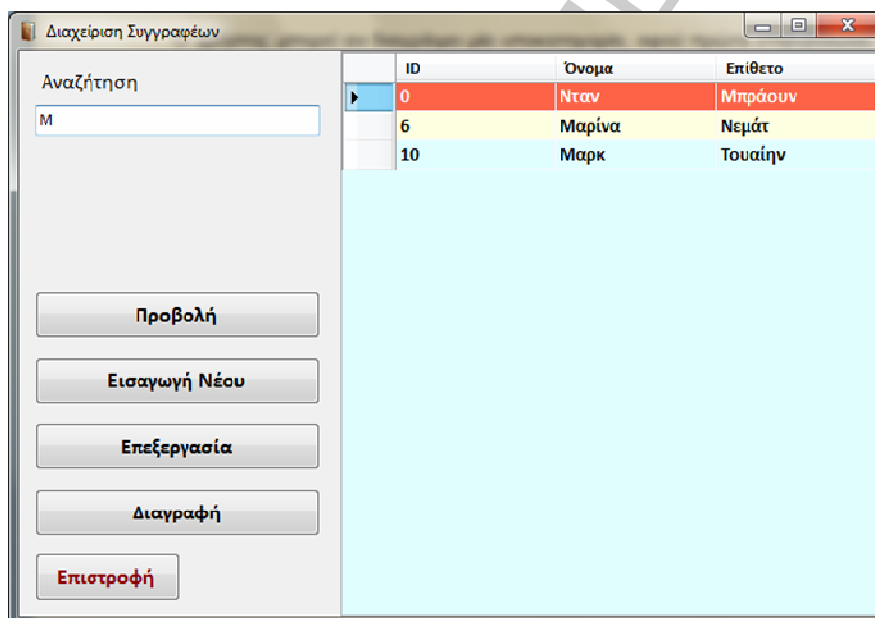 Διαχείριση Συγγραφέων
Αναζήτηση
Μ
ID Όνομα Επίθετο
0 Νταν Μπράουν
6 Μαρίνα Νεμάτ
10 Μαρκ Τουαίην
Προβολή
Εισαγωγή Νέου
Επεξεργασία
Διαγραφή
Επιστροφή